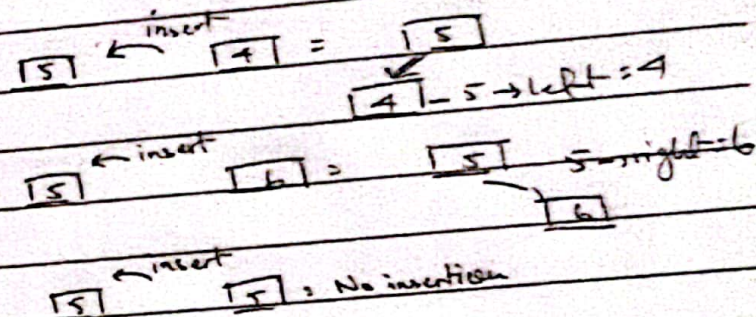 insert
5 ← 4 = 5
4 - 5 → left = 4
← insert
5 6 = 5 5 → right = 6
6
← insert
5 5 = No insertion